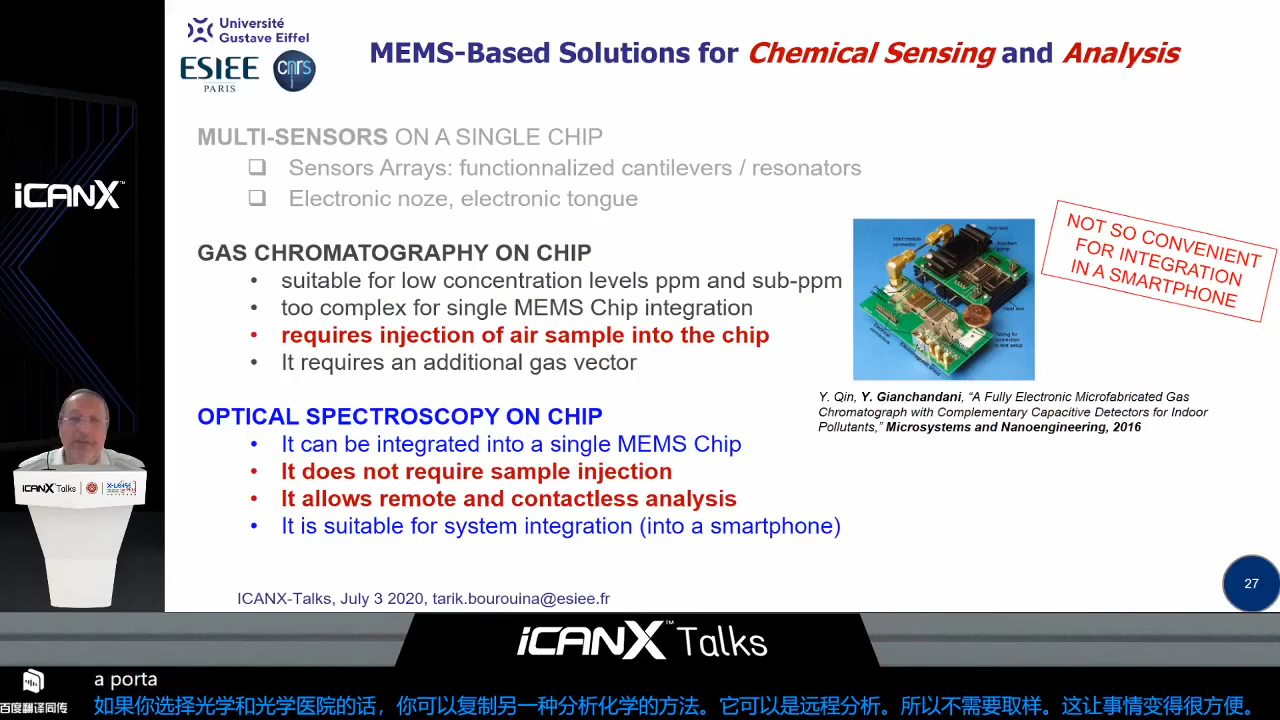 Université
Gustave Eiffel
ESIEE
PARIS
cnrs
MEMS-Based Solutions for Chemical Sensing and Analysis
iCANX™
MULTI-SENSORS ON A SINGLE CHIP
❑ Sensors Arrays: functionnalized cantilevers / resonators
❑ Electronic noze, electronic tongue
GAS CHROMATOGRAPHY ON CHIP
• suitable for low concentration levels ppm and sub-ppm
• too complex for single MEMS Chip integration
• requires injection of air sample into the chip
• It requires an additional gas vector
Inter module
Heat sink
Heat sink
NOT SO CONVENIENT
FOR INTEGRATION
IN A SMARTPHONE
Y. Qin, Y. Gianchandani, “A Fully Electronic Microfabricated Gas
Chromatograph with Complementary Capacitive Detectors for Indoor
Pollutants,” Microsystems and Nanoengineering, 2016
OPTICAL SPECTROSCOPY ON CHIP
• It can be integrated into a single MEMS Chip
• It does not require sample injection
• It allows remote and contactless analysis
• It is suitable for system integration (into a smartphone)
iCANX Talks
ICANX-Talks, July 3 2020, tarik.bourouina@esiee.fr
27
iCANX™ Talks
a porta
百度翻译同传
如果你选择光学和光学医院的话，你可以复制另一种分析化学的方法。它可以是远程分析。所以不需要取样。这让事情变得很方便。